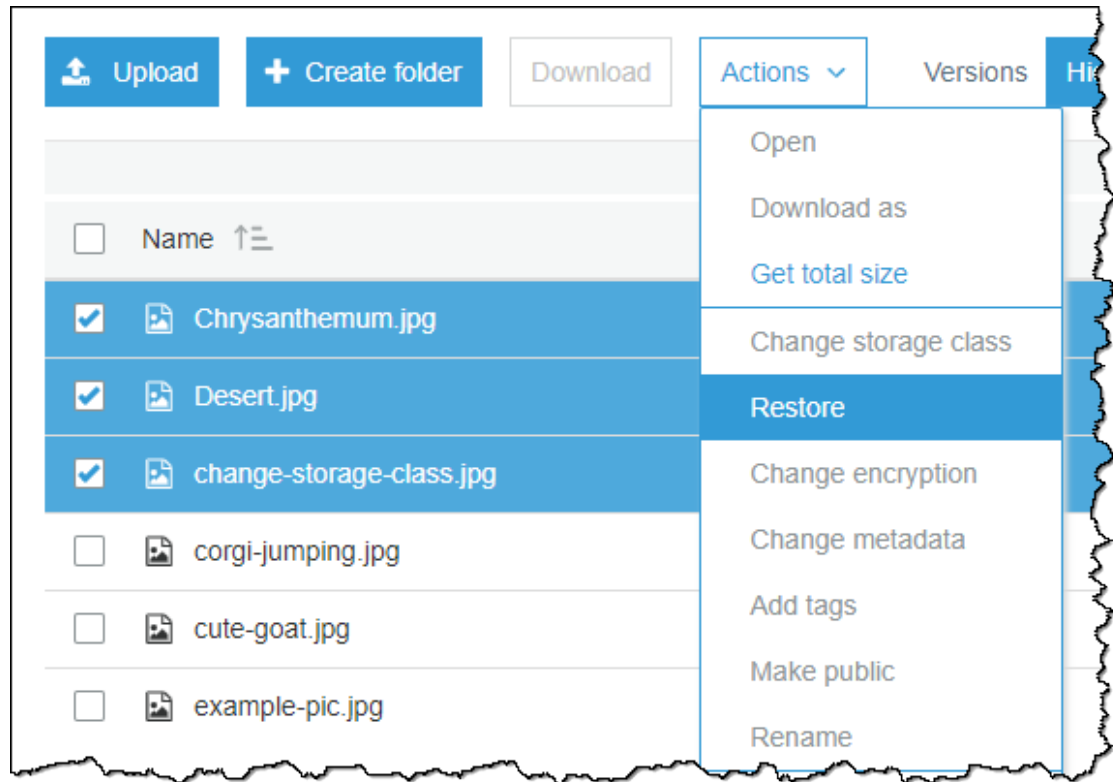 Upload
Create folder
Download
Actions
Versions
Hi
Open
Download as
Get total size
Change storage class
Restore
Change encryption
Change metadata
Add tags
Make public
Rename
Name
Chrysanthemum.jpg
Desert.jpg
change-storage-class.jpg
corgi-jumping.jpg
cute-goat.jpg
example-pic.jpg